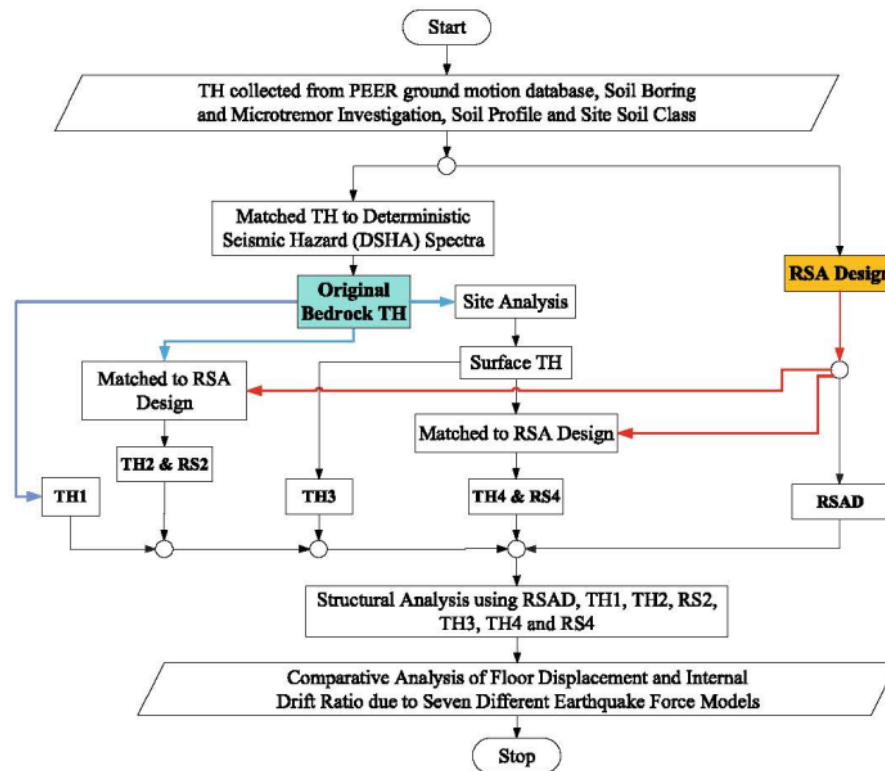 Start
TH collected from PEER ground motion database, Soil Boring
and Microtremor Investigation, Soil Profile and Site Soil Class
Matched TH to Deterministic
Seismic Hazard (DSHA) Spectra
RSA Design
Original
Bedrock TH
Site Analysis
Surface TH
Matched to RSA
Design
Matched to RSA Design
TH2 & RS2
TH1
TH3
TH4 & RS4
RSAD
Structural Analysis using RSAD, TH1, TH2, RS2,
TH3, TH4 and RS4
Comparative Analysis of Floor Displacement and Internal
Drift Ratio due to Seven Different Earthquake Force Models
Stop